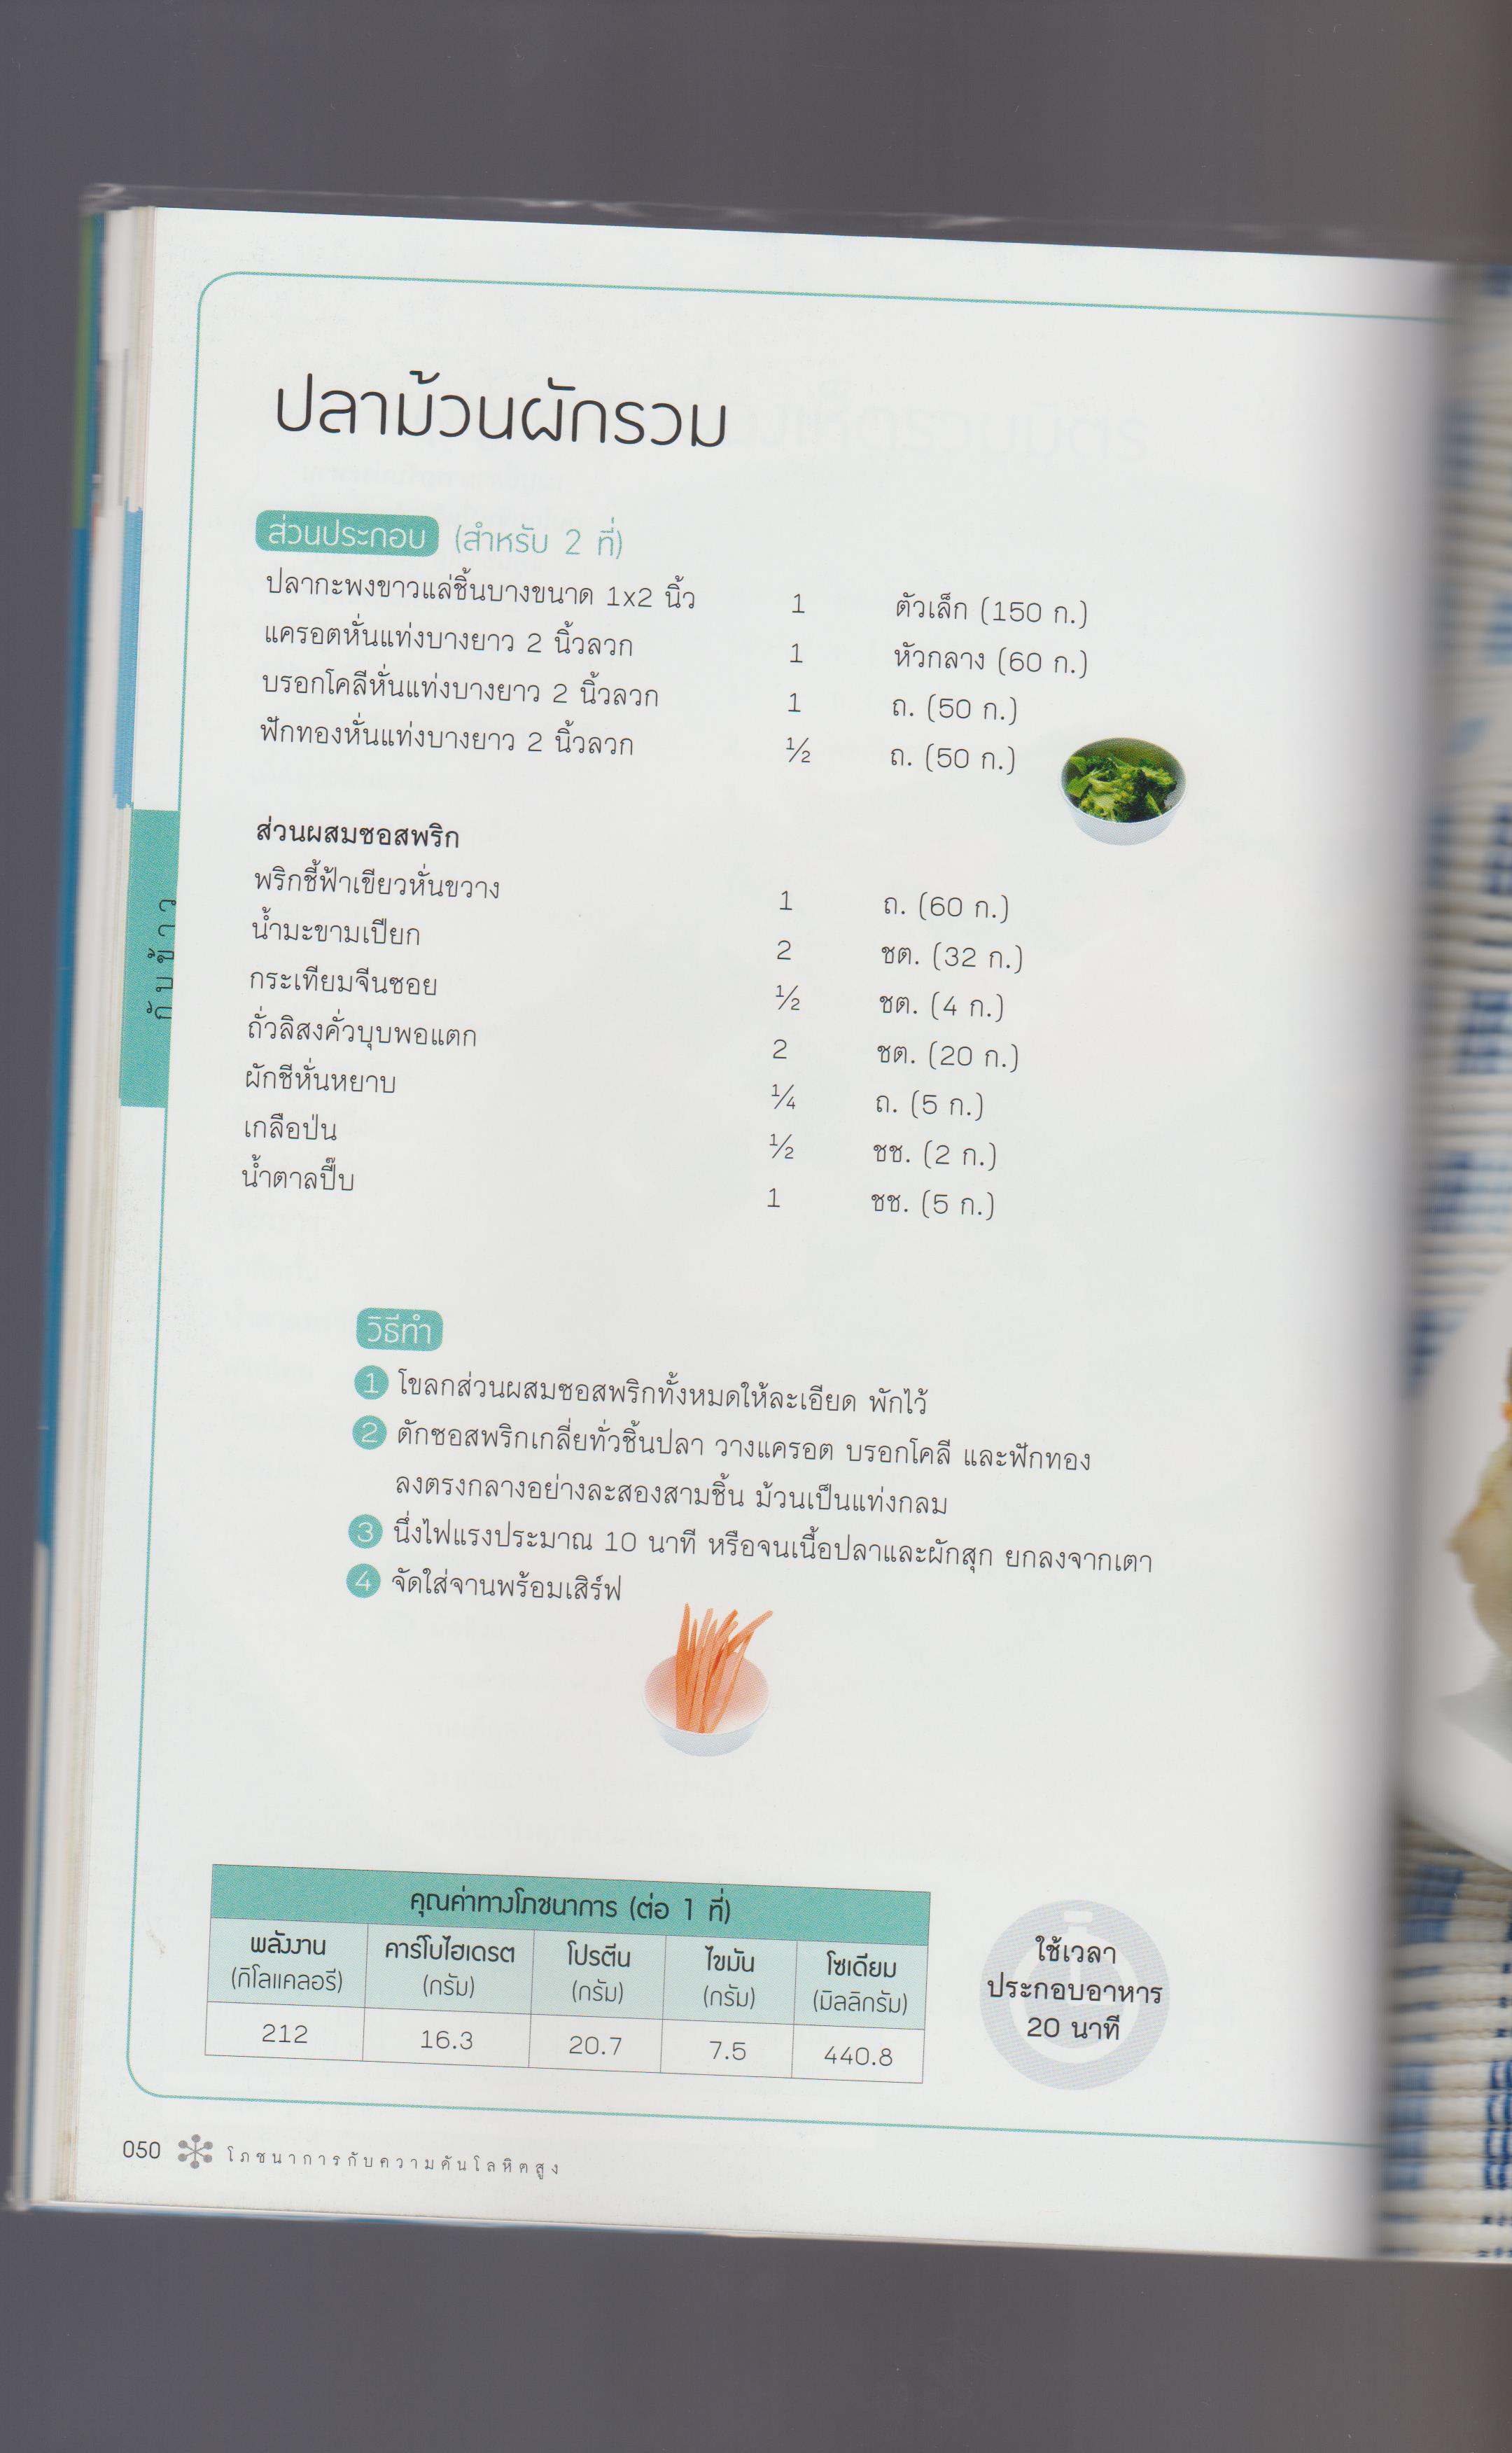 ปลาม้วนผักรวม
ส่วนประกอบ (สำหรับ 2 ที่)
ปลากะพงขาวแล่ชิ้นบางขนาด 1x2 นิ้ว 1 ตัวเล็ก (150 ก.)
แครอตหั่นแท่งบางยาว 2 นิ้วลวก 1 หัวกลาง (60 ก.)
บรอกโคลีหั่นแท่งบางยาว 2 นิ้วลวก 1 ถ. (50 ก.)
ฟักทองหั่นแท่งบางยาว 2 นิ้วลวก ½ ถ. (50 ก.)
ส่วนผสมซอสพริก
พริกชี้ฟ้าเขียวหั่นขวาง 1 ถ. (60 ก.)
น้ำมะขามเปียก 2 ชต. (32 ก.)
กระเทียมจีนซอย ½ ชต. (4 ก.)
ถั่วลิสงคั่วบุบพอแตก 2 ชต. (20 ก.)
ผักชีหั่นหยาบ ¼ ถ. (5 ก.)
เกลือป่น ½ ชช. (2 ก.)
น้ำตาลปี๊บ 1 ชช. (5 ก.)
กับข้าว
วิธีทำ
1 โขลกส่วนผสมซอสพริกทั้งหมดให้ละเอียด พักไว้
2 ตักซอสพริกเกลี่ยทั่วชิ้นปลา วางแครอต บรอกโคลี และฟักทอง
ลงตรงกลางอย่างละสองสามชิ้น ม้วนเป็นแท่งกลม
3 นึ่งไฟแรงประมาณ 10 นาที หรือจนเนื้อปลาและผักสุก ยกลงจากเตา
4 จัดใส่จานพร้อมเสิร์ฟ
คุณค่าทางโภชนาการ (ต่อ 1 ที่)
พลังงาน คาร์โบไฮเดรต โปรตีน ไขมัน โซเดียม
(กิโลแคลอรี) (กรัม) (กรัม) (กรัม) (มิลลิกรัม)
212 16.3 20.7 7.5 440.8
ใช้เวลา
ประกอบอาหาร
20 นาที
050 โภชนาการกับความดันโลหิตสูง